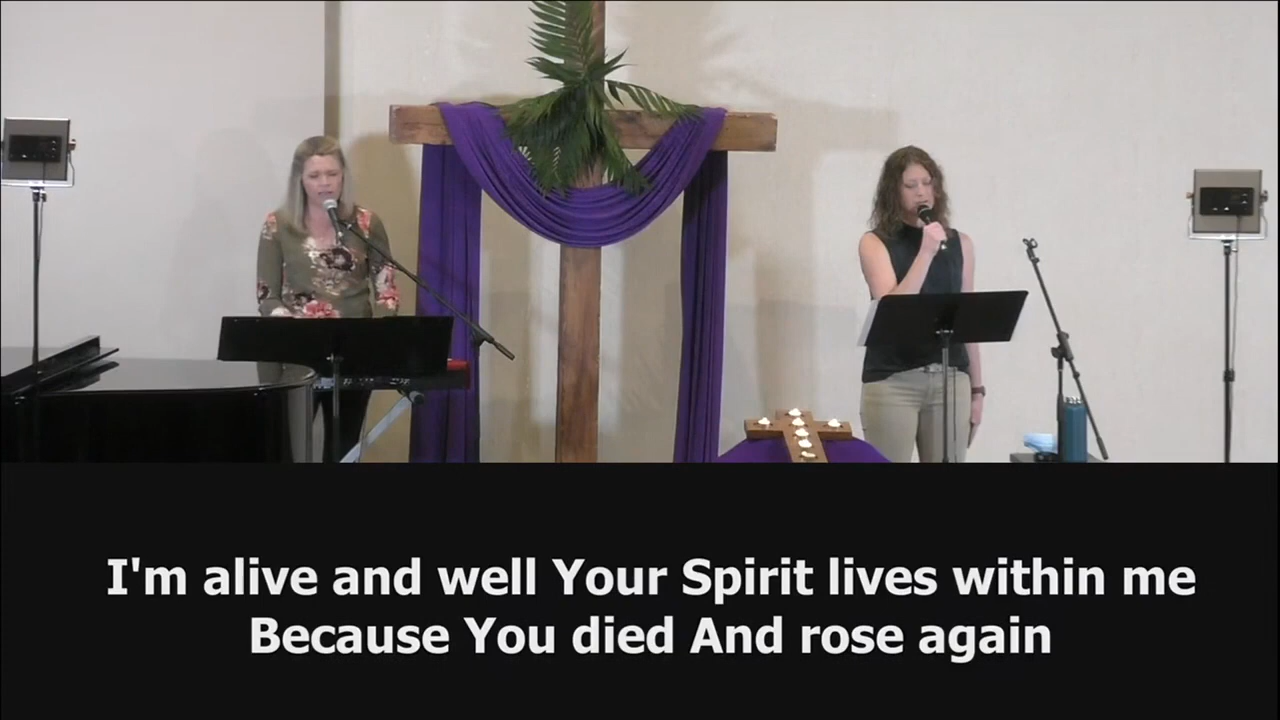 I'm alive and well Your Spirit lives within me
Because You died And rose again